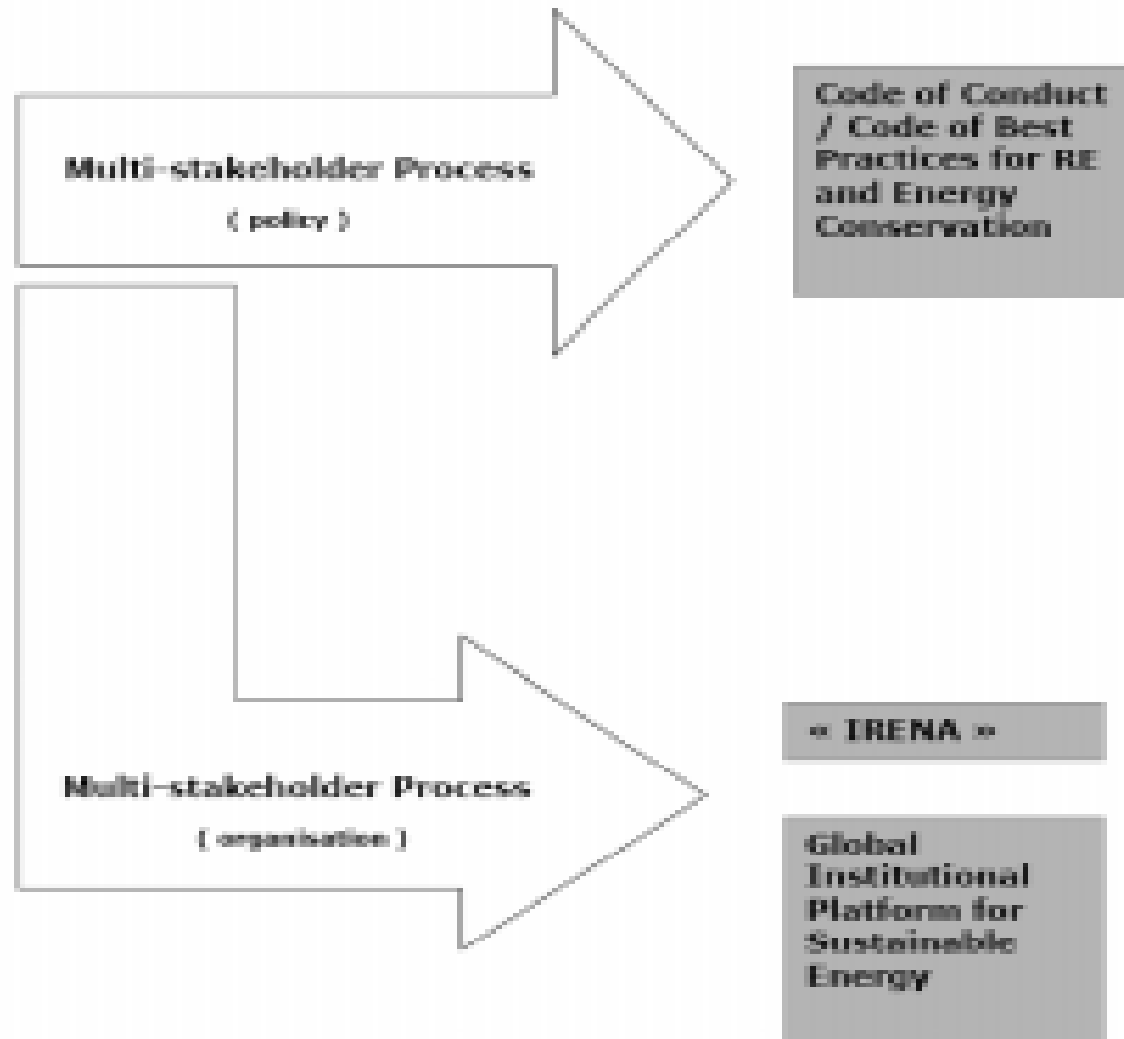 Multi-stakeholder Process
( policy )
Code of Conduct
/ Code of Best
Practices for RE
and Energy
Conservation
Multi-stakeholder Process
( organisation )
« IRENA »
Global
Institutional
Platform for
Sustainable
Energy